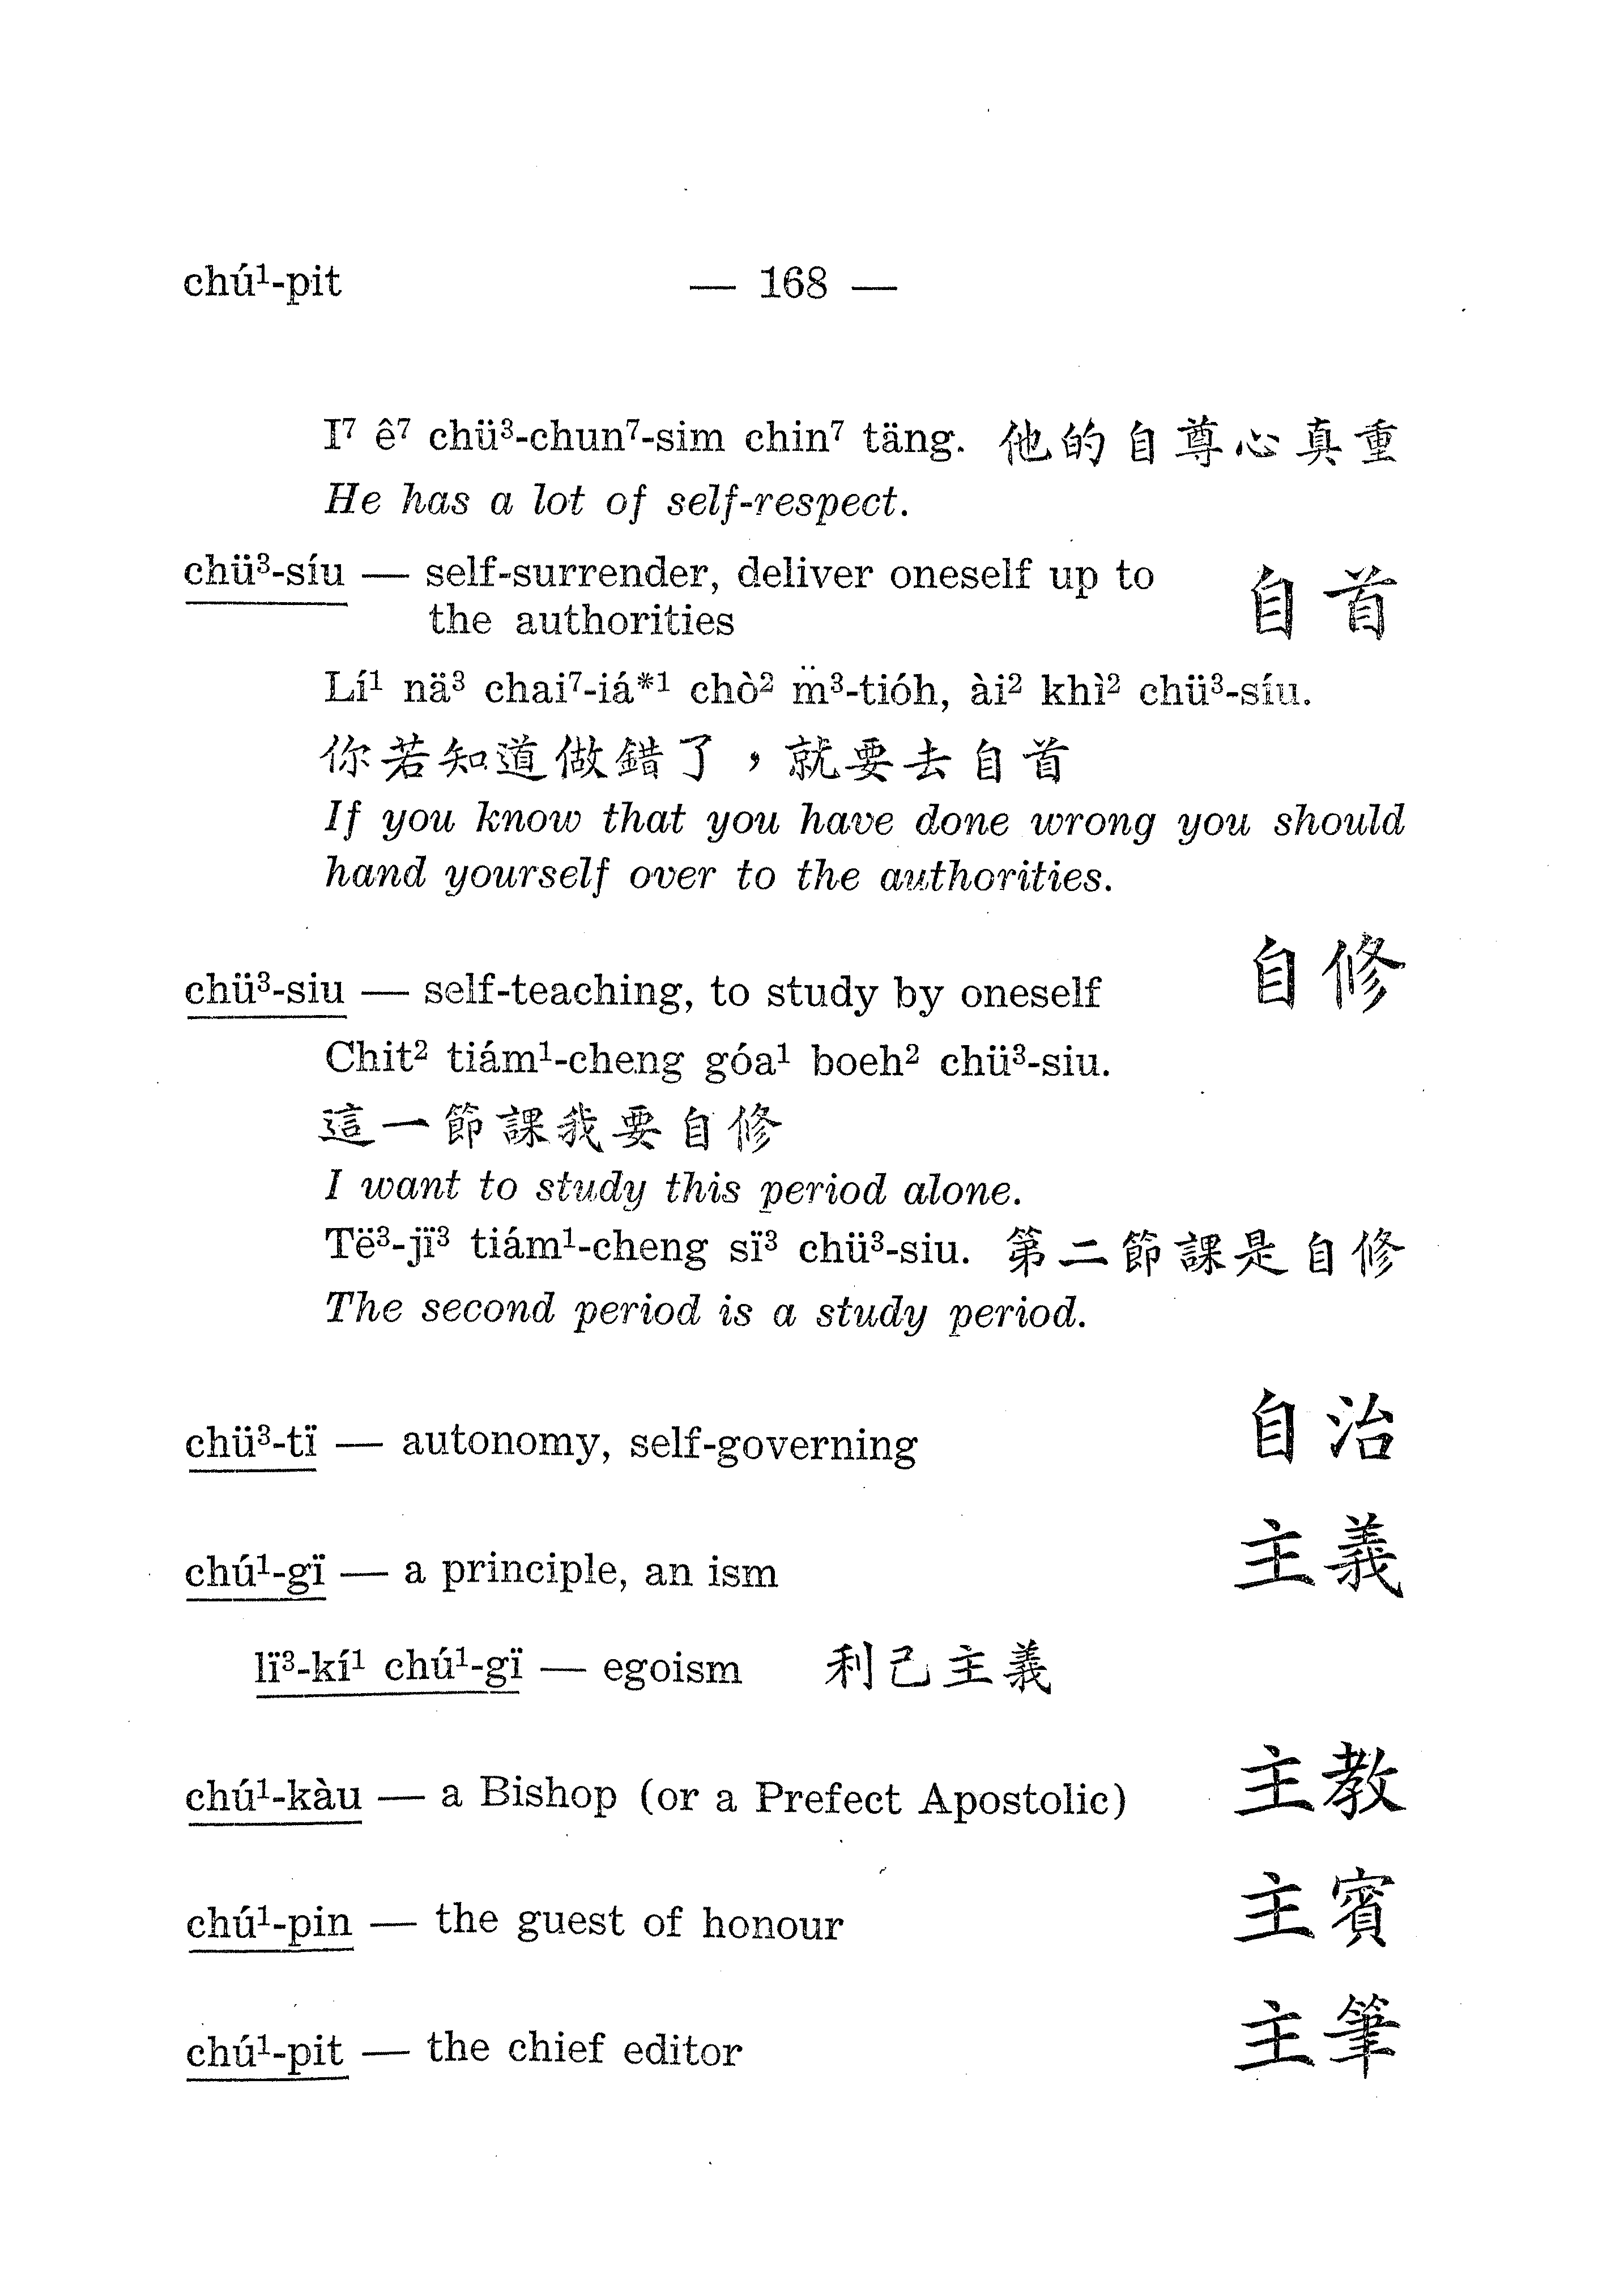 chú¹-pit — 168 —
I⁷ ê⁷ chü³-chun⁷-sim chin⁷ täng. 他的自尊心真重
He has a lot of self-respect.
chü³-síu — self-surrender, deliver oneself up to 自首
the authorities
Lí¹ nä³ chai⁷-iá*¹ chò² m̈³-tióh, ài² khì² chü³-síu.
你若知道做錯了，就要去自首
If you know that you have done wrong you should
hand yourself over to the authorities.
chü³-siu — self-teaching, to study by oneself 自修
Chit² tiám¹-cheng góa¹ boeh² chü³-siu.
這一節課我要自修
I want to study this period alone.
Të³-jï³ tiám¹-cheng sï³ chü³-siu. 第二節課是自修
The second period is a study period.
chü³-tï — autonomy, self-governing 自治
chú¹-gï — a principle, an ism 主義
lï³-kí¹ chú¹-gï — egoism 利己主義
chú¹-kàu — a Bishop (or a Prefect Apostolic) 主教
chú¹-pin — the guest of honour 主賓
chú¹-pit — the chief editor 主筆